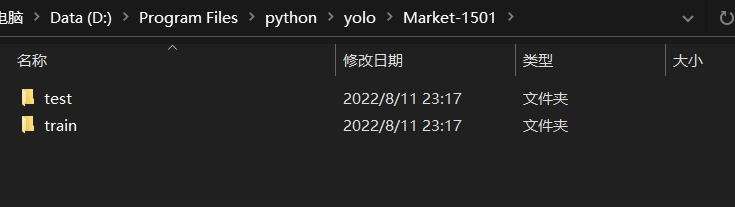 电脑 > Data (D:) > Program Files > python > yolo > Market-1501 >
名称 修改日期 类型 大小
test 2022/8/11 23:17 文件夹
train 2022/8/11 23:17 文件夹